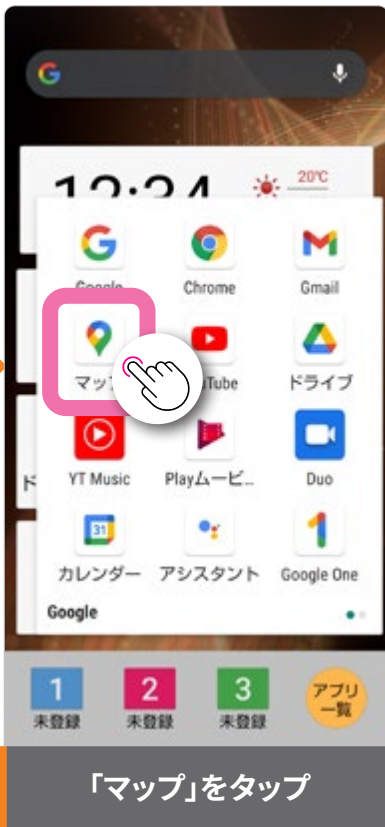 12:34
20℃
Google
Chrome
Gmail
マップ
YouTube
ドライブ
YT Music
Playムービ…
Duo
31
カレンダー
アシスタント
Google One
Google
1
2
3
アプリ
一覧
未登録
未登録
未登録
「マップ」をタップ